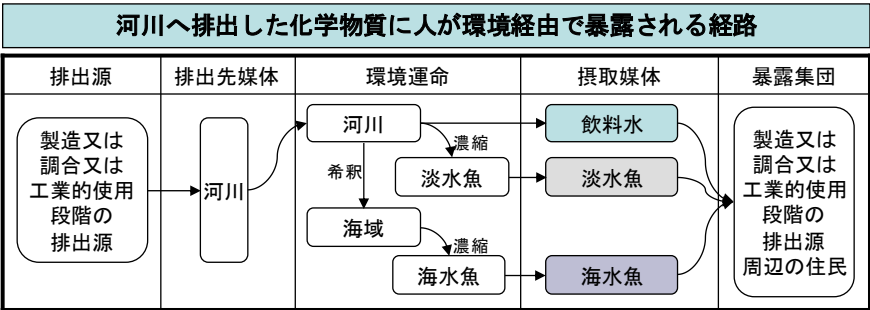 河川へ排出した化学物質に人が環境経由で暴露される経路
排出源
排出先媒体
環境運命
摂取媒体
暴露集団
製造又は
調合又は
工業的使用
段階の
排出源
河川
河川
濃縮
希釈
淡水魚
海域
濃縮
海水魚
飲料水
淡水魚
海水魚
製造又は
調合又は
工業的使用
段階の
排出源
周辺の住民